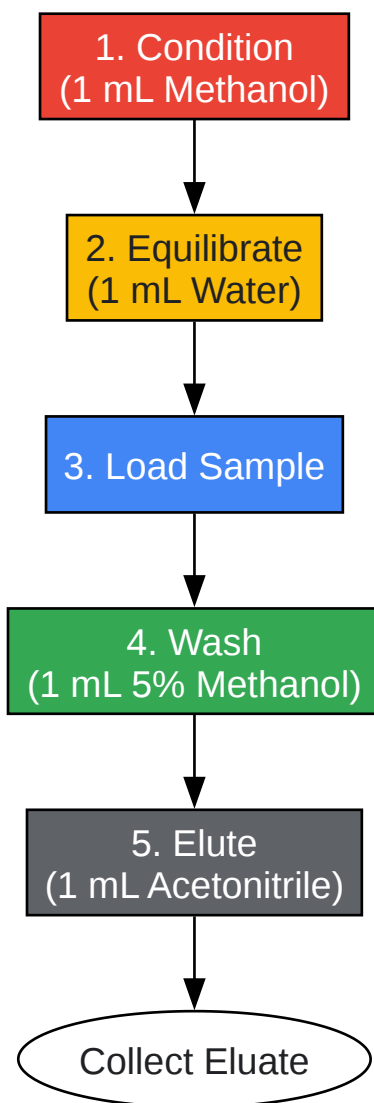 1. Condition
(1 mL Methanol)
2. Equilibrate
(1 mL Water)
3. Load Sample
4. Wash
(1 mL 5% Methanol)
5. Elute
(1 mL Acetonitrile)
Collect Eluate